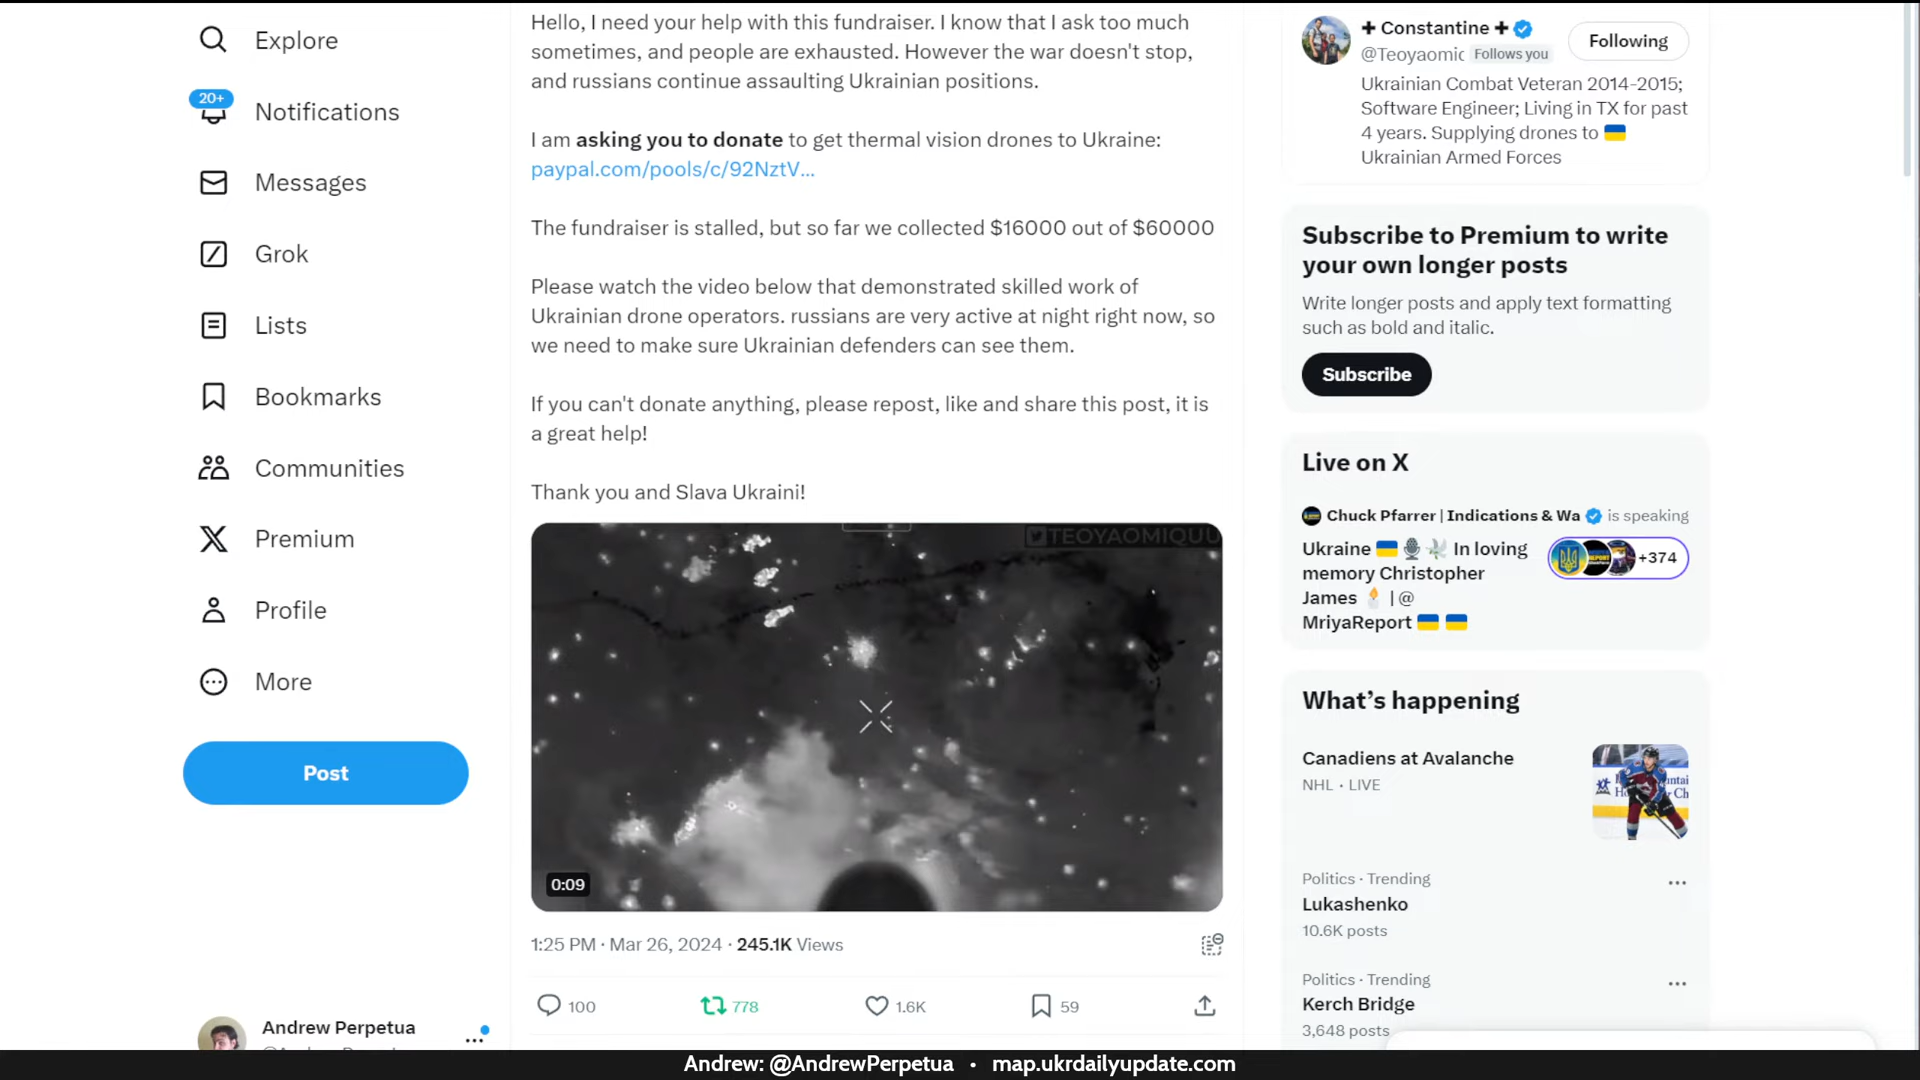 Explore
20+
Notifications
Messages
Grok
Lists
Bookmarks
Communities
Premium
Profile
More
Post
Andrew Perpetua
Hello, I need your help with this fundraiser. I know that I ask too much
sometimes, and people are exhausted. However the war doesn't stop,
and russians continue assaulting Ukrainian positions.
I am asking you to donate to get thermal vision drones to Ukraine:
paypal.com/pools/c/92NztV...
The fundraiser is stalled, but so far we collected $16000 out of $60000
Please watch the video below that demonstrated skilled work of
Ukrainian drone operators. russians are very active at night right now, so
we need to make sure Ukrainian defenders can see them.
If you can't donate anything, please repost, like and share this post, it is
a great help!
Thank you and Slava Ukraini!
TEOYAOMIQUU
0:09
1:25 PM · Mar 26, 2024 · 245.1K Views
100
778
1.6K
59
Constantine
Following
@Teoyaomic Follows you
Ukrainian Combat Veteran 2014-2015;
Software Engineer; Living in TX for past
4 years. Supplying drones to
Ukrainian Armed Forces
Subscribe to Premium to write
your own longer posts
Write longer posts and apply text formatting
such as bold and italic.
Subscribe
Live on X
Chuck Pfarrer | Indications & Wa is speaking
Ukraine In loving
memory Christopher
James | @
MriyaReport
+374
What's happening
Canadiens at Avalanche
NHL · LIVE
Politics · Trending
Lukashenko
10.6K posts
Politics · Trending
Kerch Bridge
3,648 posts
Andrew: @AndrewPerpetua • map.ukrdailyupdate.com